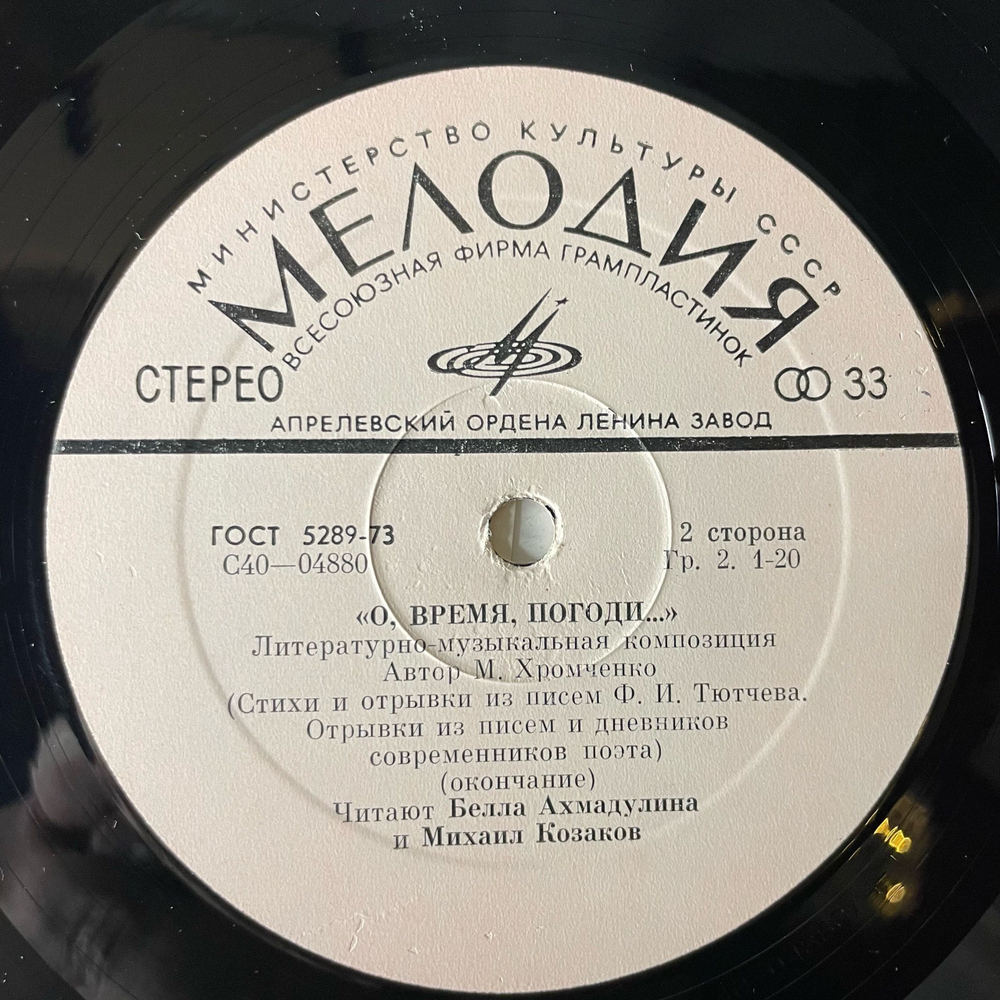 МИНИСТЕРСТВО КУЛЬТУРЫ СССР
МЕЛОДИЯ
ВСЕСОЮЗНАЯ ФИРМА ГРАМПЛАСТИНОК
СТЕРЕО
33
АПРЕЛЕВСКИЙ ОРДЕНА ЛЕНИНА ЗАВОД
ГОСТ 5289-73
2 сторона
С40—04880
Гр. 2. 1-20
«О, ВРЕМЯ, ПОГОДИ...»
Литературно-музыкальная композиция
Автор М. Хромченко
(Стихи и отрывки из писем Ф. И. Тютчева.
Отрывки из писем и дневников
современников поэта)
(окончание)
Читают Белла Ахмадулина
и Михаил Козаков